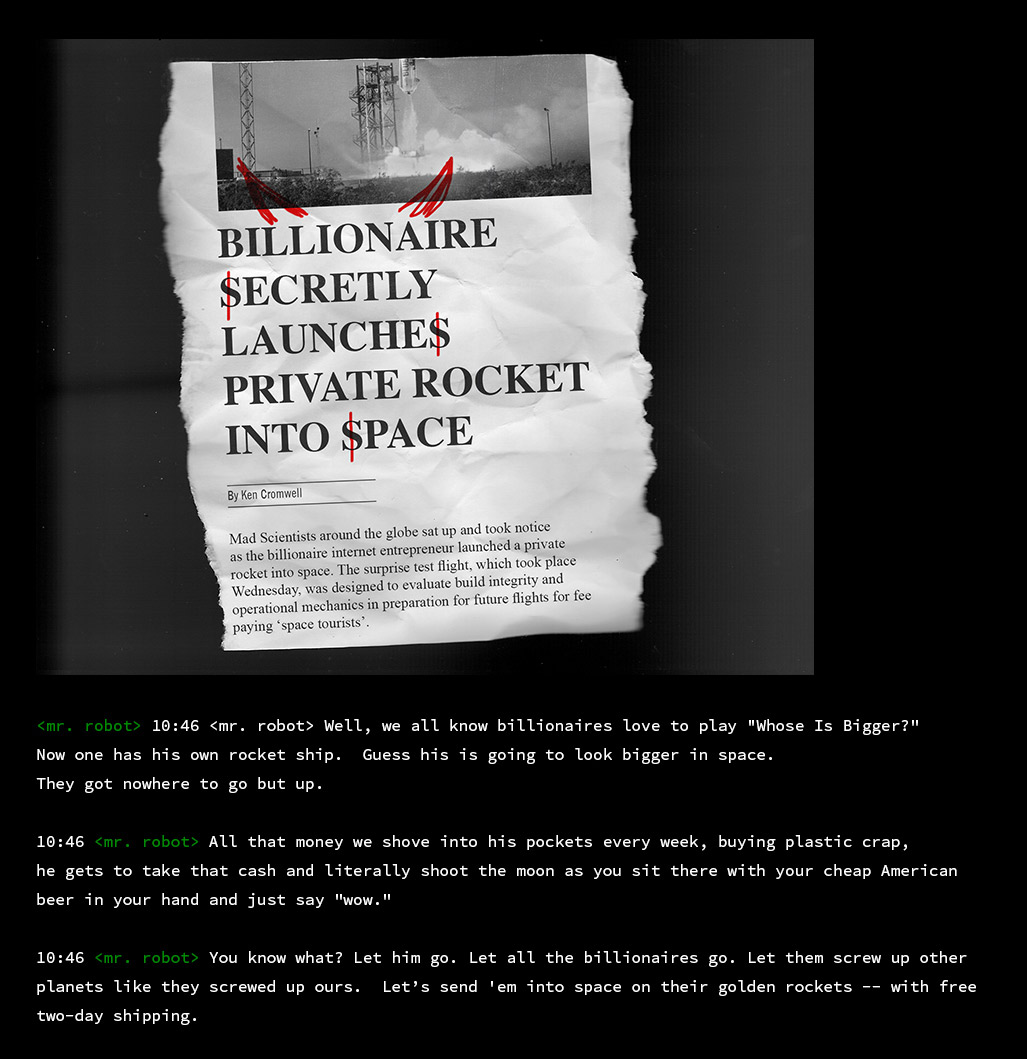 BILLIONAIRE
$ECRETLY
LAUNCHE$
PRIVATE ROCKET
INTO $PACE
By Ken Cromwell
Mad Scientists around the globe sat up and took notice
as the billionaire internet entrepreneur launched a private
rocket into space. The surprise test flight, which took place
Wednesday, was designed to evaluate build integrity and
operational mechanics in preparation for future flights for fee
paying ‘space tourists’.
<mr. robot> 10:46 <mr. robot> Well, we all know billionaires love to play "Whose Is Bigger?"
Now one has his own rocket ship.  Guess his is going to look bigger in space.
They got nowhere to go but up.
10:46 <mr. robot> All that money we shove into his pockets every week, buying plastic crap,
he gets to take that cash and literally shoot the moon as you sit there with your cheap American
beer in your hand and just say "wow."
10:46 <mr. robot> You know what? Let him go. Let all the billionaires go. Let them screw up other
planets like they screwed up ours.  Let’s send 'em into space on their golden rockets -- with free
two-day shipping.